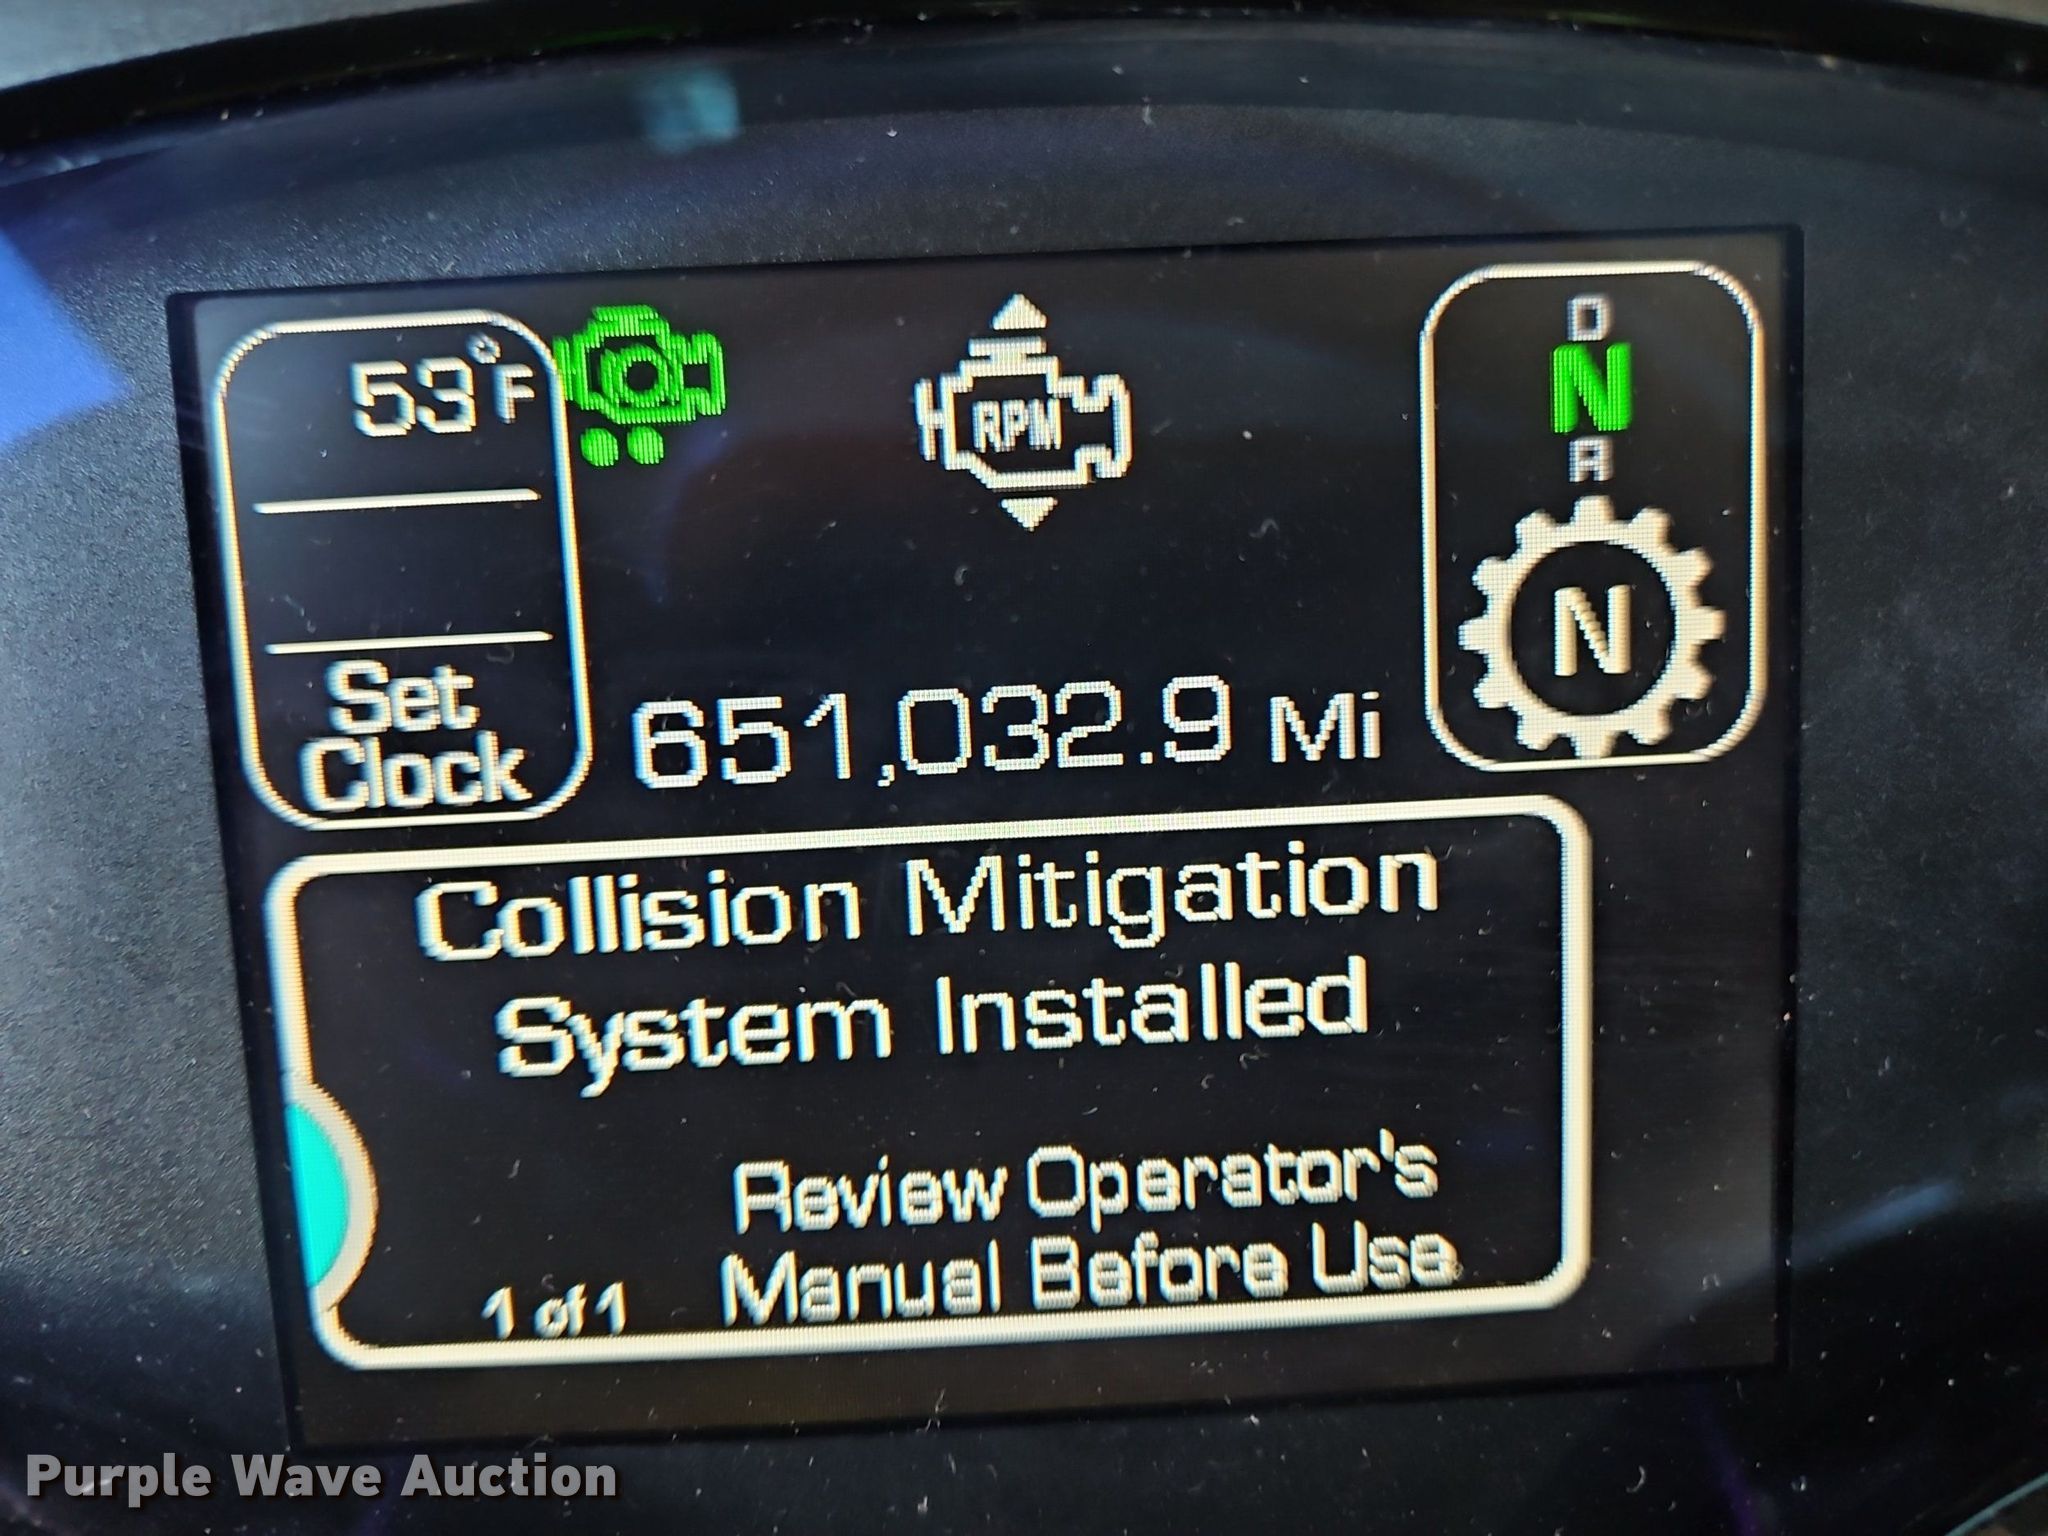 53°F
RPM
D
N
R
N
Set
Clock
651,032.9 Mi
Collision Mitigation
System Installed
Review Operator's
Manual Before Use
1 of 1
Purple Wave Auction